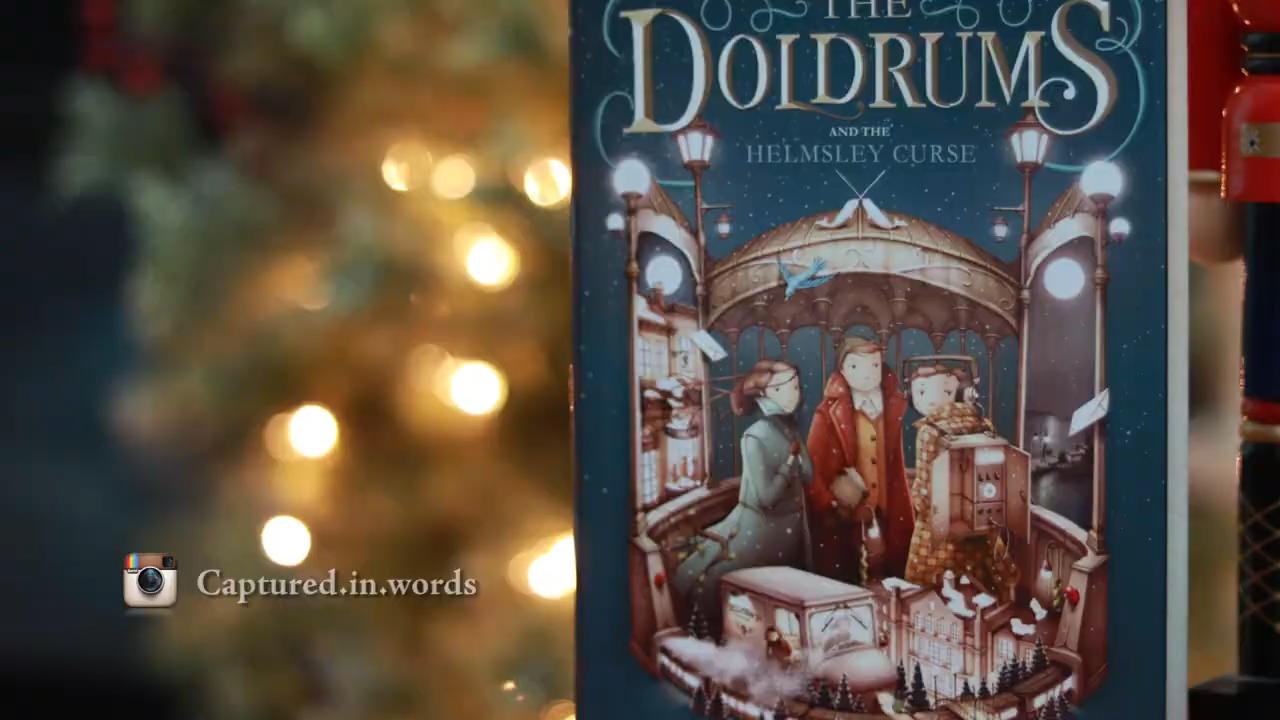 THE
DOLDRUMS
AND THE
HELMSLEY CURSE
Captured.in.words